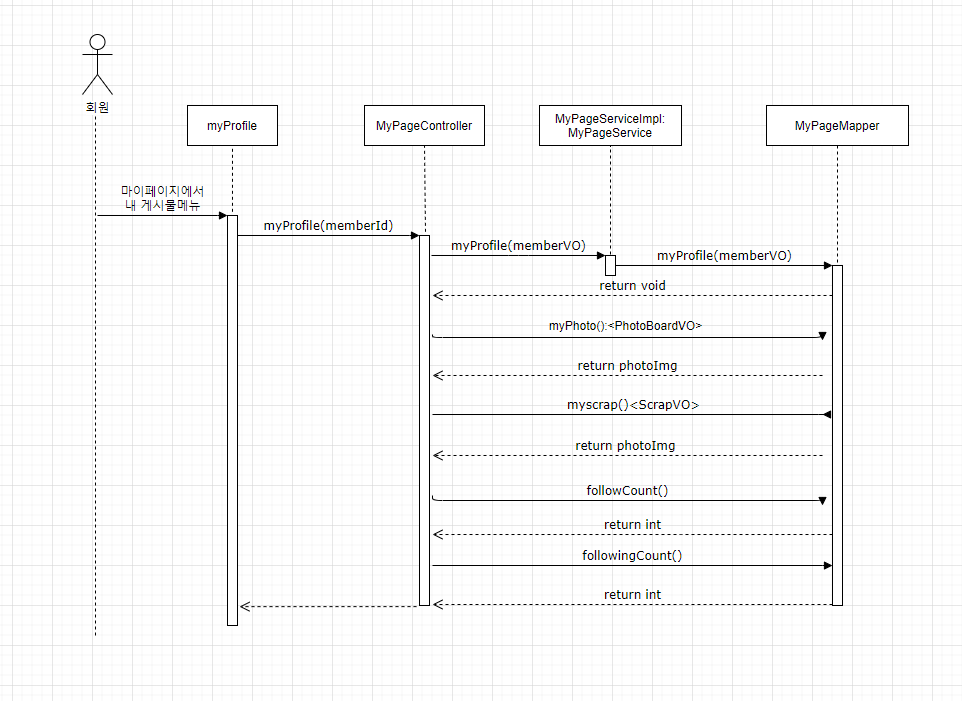 회원
myProfile
MyPageController
MyPageServiceImpl:
MyPageService
MyPageMapper
마이페이지에서
내 게시물메뉴
myProfile(memberId)
myProfile(memberVO)
myProfile(memberVO)
return void
myPhoto():<PhotoBoardVO>
return photoImg
myscrap()<ScrapVO>
return photoImg
followCount()
return int
followingCount()
return int